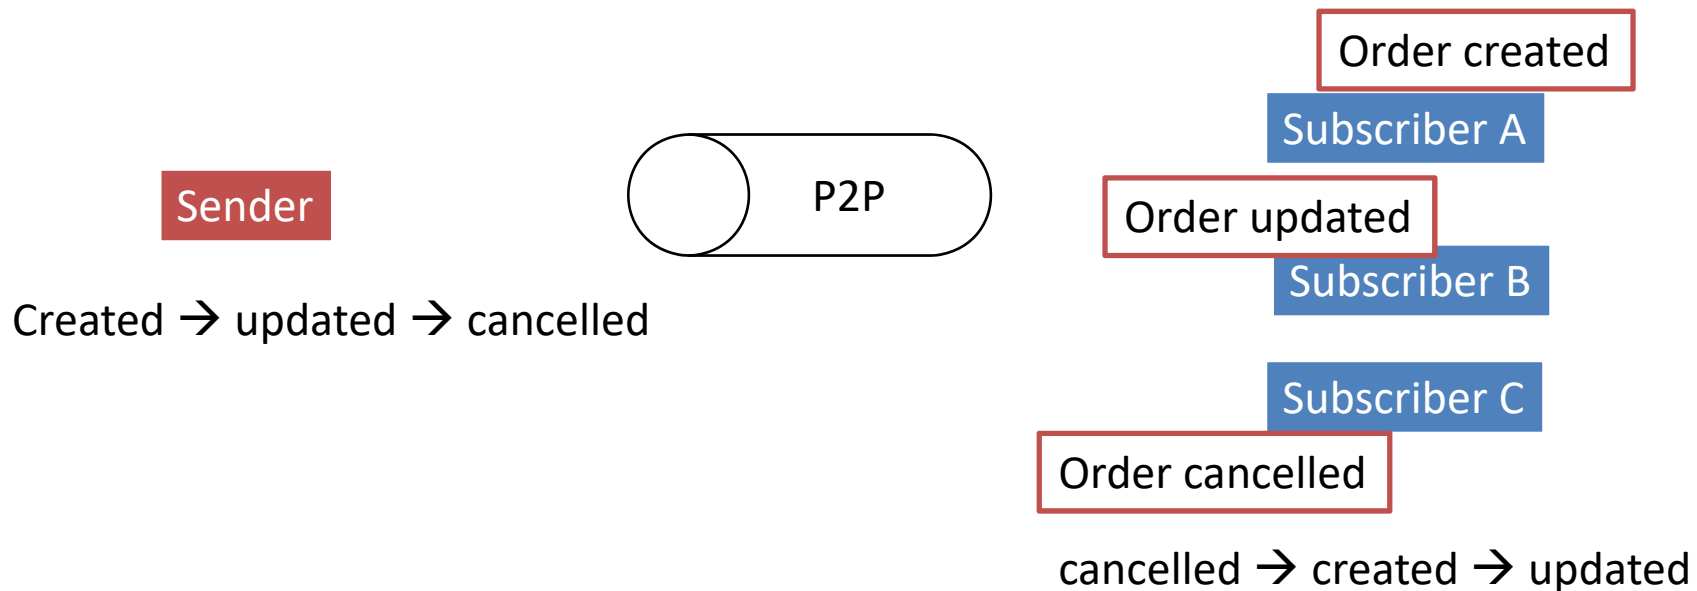 Order created
Subscriber A
Sender
P2P
Order updated
Subscriber B
Created → updated → cancelled
Subscriber C
Order cancelled
cancelled → created → updated